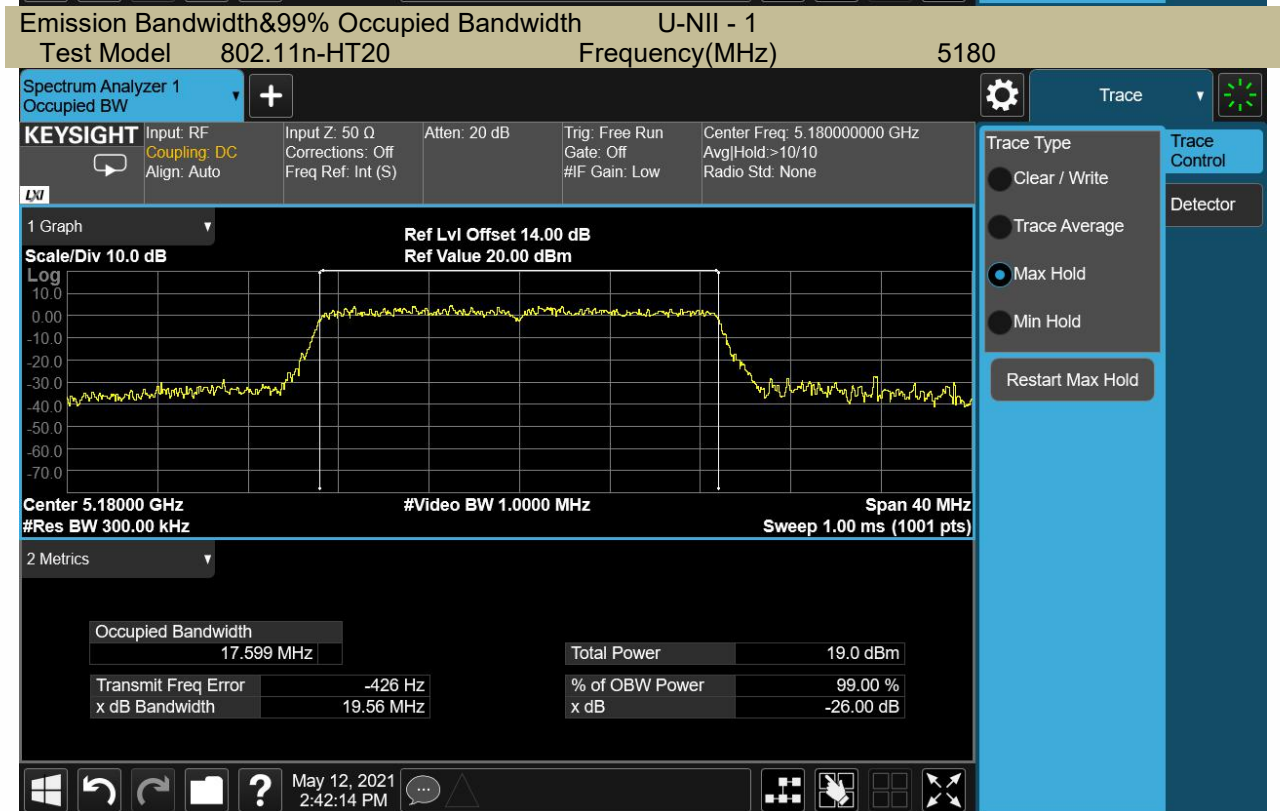 Emission Bandwidth&99% Occupied Bandwidth U-NII - 1
Test Model 802.11n-HT20 Frequency(MHz) 5180
Spectrum Analyzer 1
Occupied BW
+
Trace
KEYSIGHT
LXI
Input: RF
Coupling: DC
Align: Auto
Input Z: 50 Ω
Corrections: Off
Freq Ref: Int (S)
Atten: 20 dB
Trig: Free Run
Gate: Off
#IF Gain: Low
Center Freq: 5.180000000 GHz
Avg|Hold:>10/10
Radio Std: None
1 Graph
Scale/Div 10.0 dB
Ref Lvl Offset 14.00 dB
Ref Value 20.00 dBm
Log
10.0
0.00
-10.0
-20.0
-30.0
-40.0
-50.0
-60.0
-70.0
Center 5.18000 GHz
#Res BW 300.00 kHz
#Video BW 1.0000 MHz
Span 40 MHz
Sweep 1.00 ms (1001 pts)
2 Metrics
Occupied Bandwidth
17.599 MHz
Transmit Freq Error -426 Hz
x dB Bandwidth 19.56 MHz
Total Power 19.0 dBm
% of OBW Power 99.00 %
x dB -26.00 dB
Trace Type
Clear / Write
Trace Average
Max Hold
Min Hold
Restart Max Hold
Trace
Control
Detector
?
May 12, 2021
2:42:14 PM